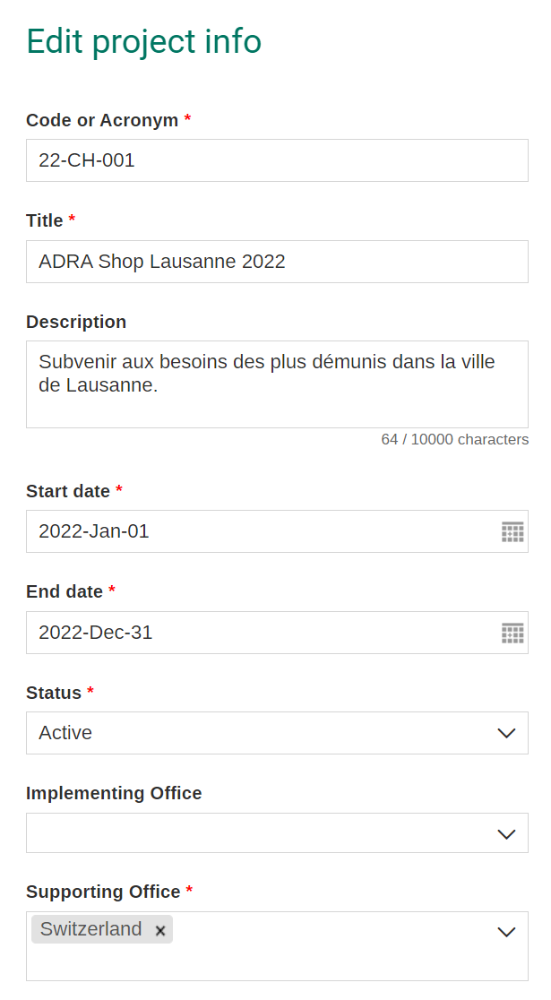 Edit project info
Code or Acronym *
22-CH-001
Title *
ADRA Shop Lausanne 2022
Description
Subvenir aux besoins des plus démunis dans la ville
de Lausanne.
64 / 10000 characters
Start date *
2022-Jan-01
End date *
2022-Dec-31
Status *
Active
Implementing Office
Supporting Office *
Switzerland ×